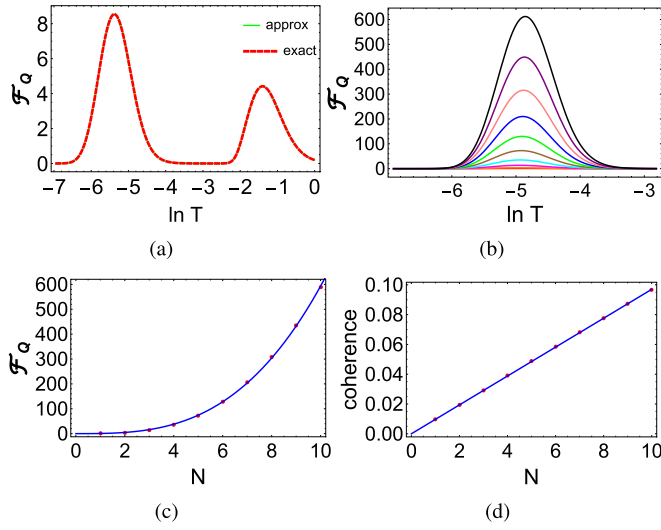 8
6
4
2
0
𝓕_Q
approx
exact
−7 −6 −5 −4 −3 −2 −1 0
ln T
(a)
600
500
400
300
200
100
0
𝓕_Q
−6 −5 −4 −3
ln T
(b)
600
500
400
300
200
100
0
𝓕_Q
0 2 4 6 8 10
N
(c)
0.10
0.08
0.06
0.04
0.02
0.00
coherence
0 2 4 6 8 10
N
(d)